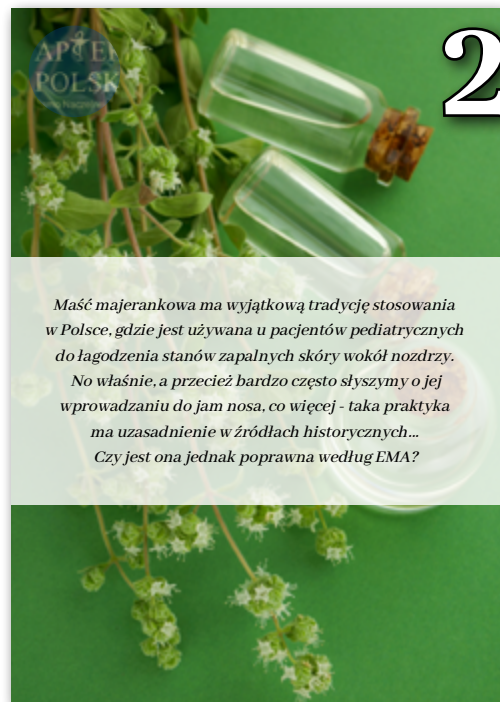 2
Maść majerankowa ma wyjątkową tradycję stosowania
w Polsce, gdzie jest używana u pacjentów pediatrycznych
do łagodzenia stanów zapalnych skóry wokół nozdrzy.
No właśnie, a przecież bardzo często słyszymy o jej
wprowadzaniu do jam nosa, co więcej - taka praktyka
ma uzasadnienie w źródłach historycznych...
Czy jest ona jednak poprawna według EMA?